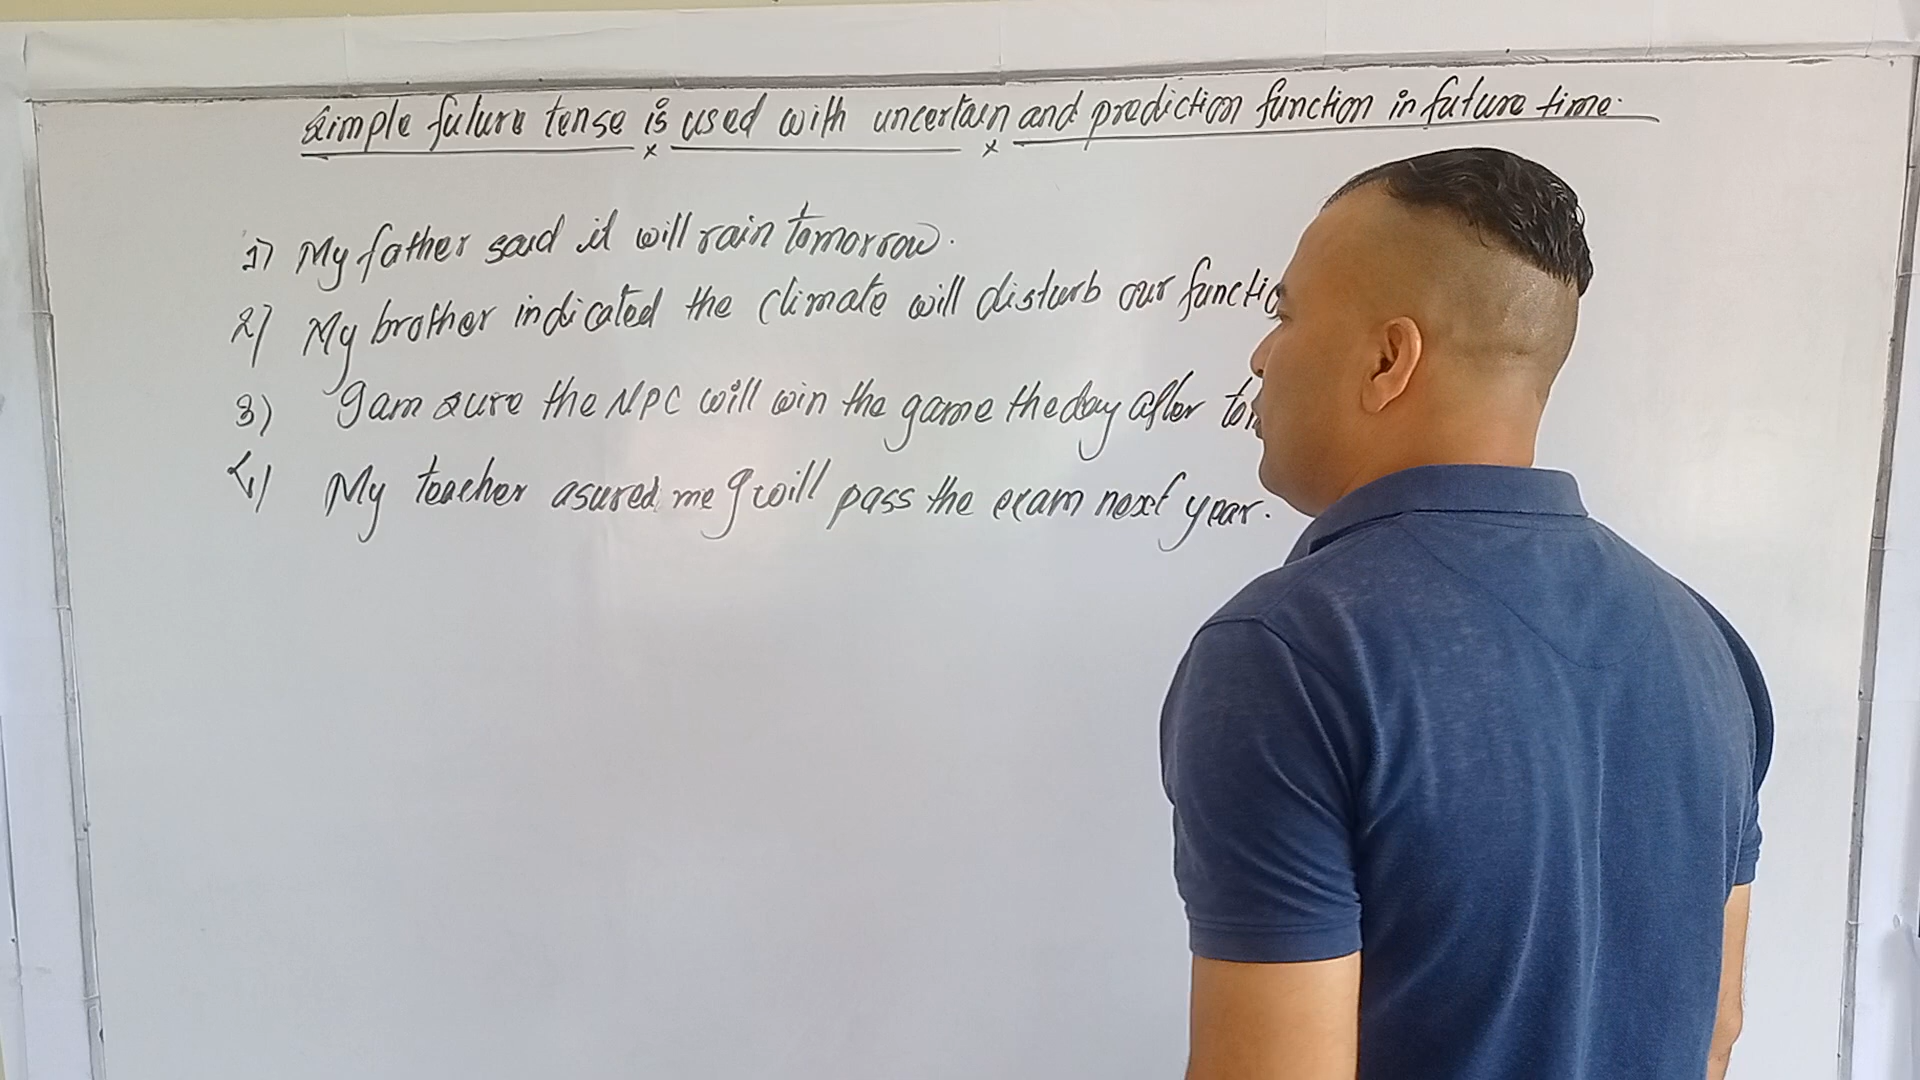 Simple future tense is used with uncertain and prediction function in future time.
1) My father said it will rain tomorrow.
2) My brother indicated the climate will disturb our functio
3) I am sure the NPC will win the game the day after tom
4) My teacher asured me I will pass the exam next year.